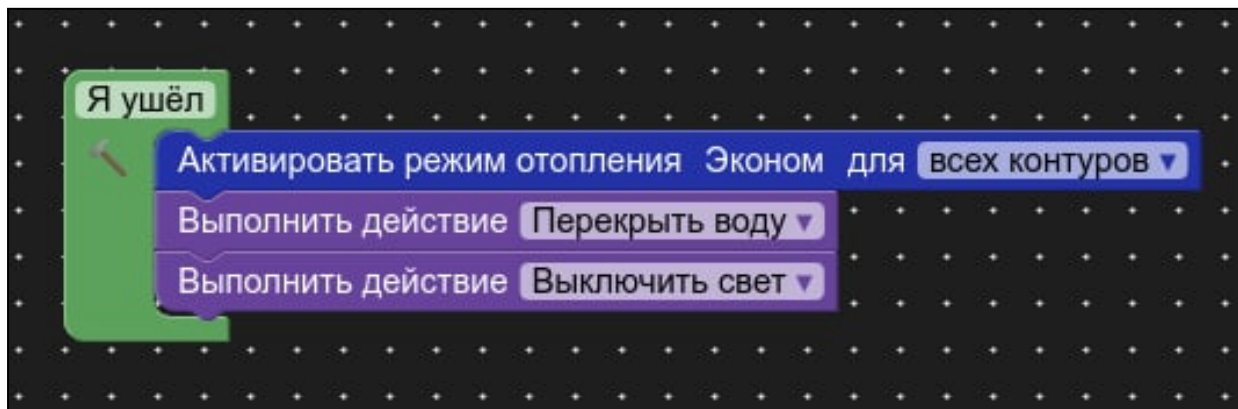 Я ушёл
Активировать режим отопления Эконом для всех контуров
Выполнить действие Перекрыть воду
Выполнить действие Выключить свет